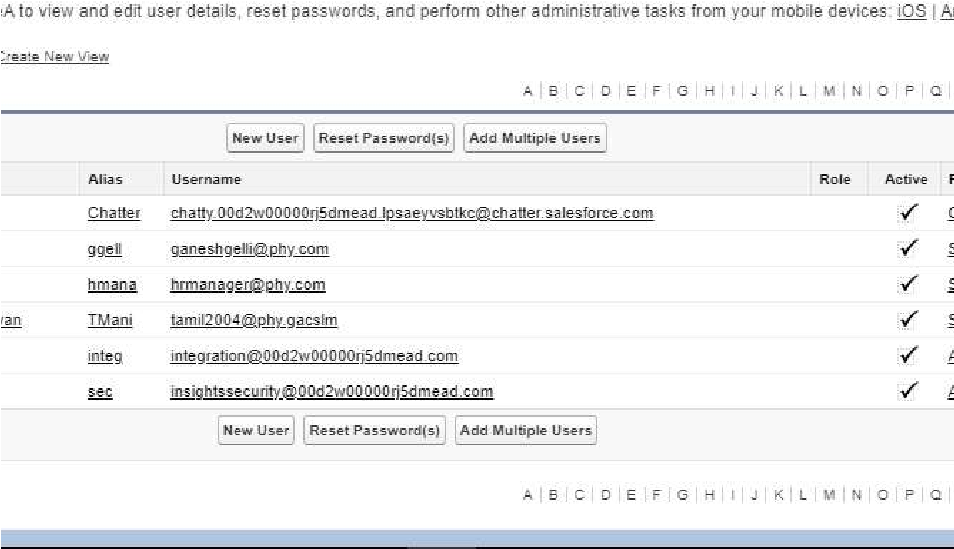 A to view and edit user details, reset passwords, and perform other administrative tasks from your mobile devices: iOS |
Create New View
A | B | C | D | E | F | G | H | I | J | K | L | M | N | O | P | Q |
New User Reset Password(s) Add Multiple Users
Alias Username Role Active
Chatter chatty.00d2w00000rj5dmead.lpsaeyvsbtkc@chatter.salesforce.com
ggell ganeshgelli@phy.com
hmana hrmanager@phy.com
TMani tamil2004@phy.gacslm
integ integration@00d2w00000rj5dmead.com
sec insightssecurity@00d2w00000rj5dmead.com
New User Reset Password(s) Add Multiple Users
A | B | C | D | E | F | G | H | I | J | K | L | M | N | O | P | Q |